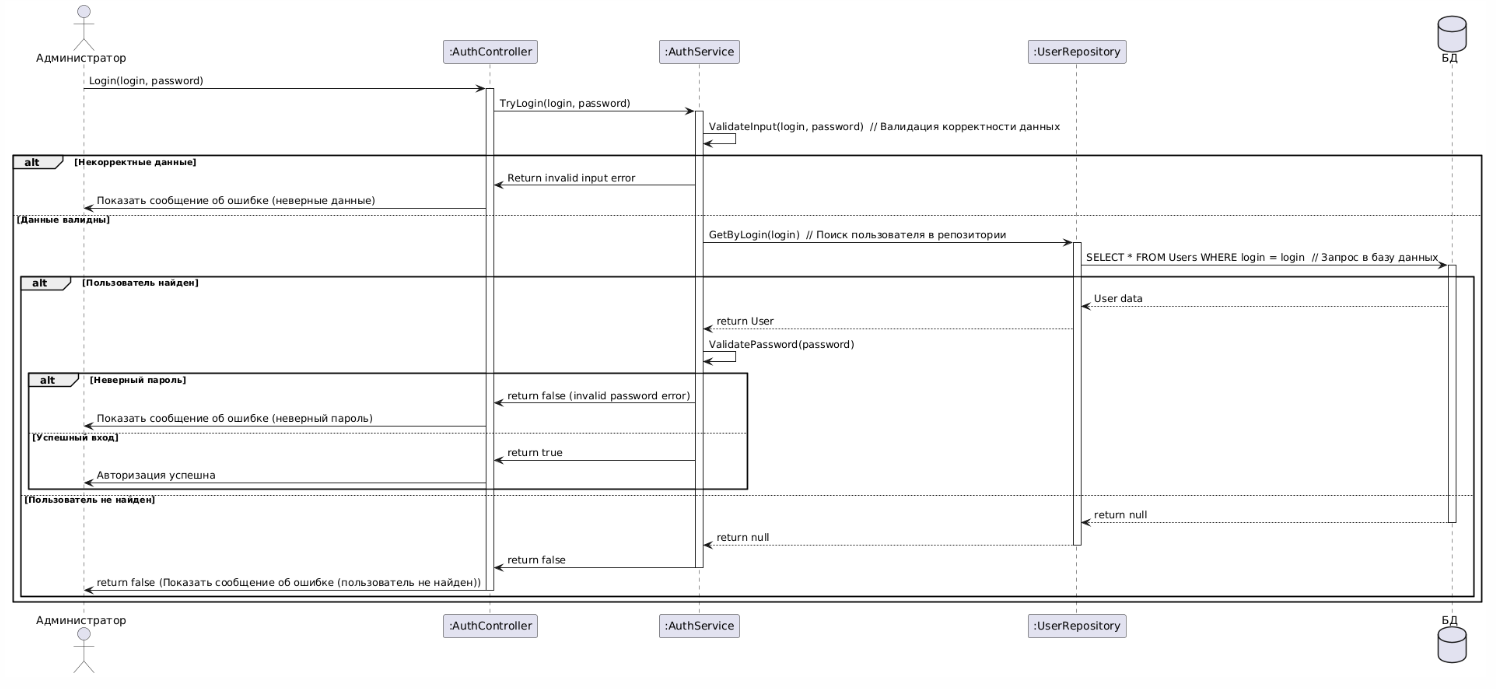 Администратор
:AuthController
:AuthService
:UserRepository
БД
Login(login, password)
TryLogin(login, password)
ValidateInput(login, password)  // Валидация корректности данных
alt [Некорректные данные]
Return invalid input error
Показать сообщение об ошибке (неверные данные)
[Данные валидны]
GetByLogin(login)  // Поиск пользователя в репозитории
SELECT * FROM Users WHERE login = login  // Запрос в базу данных
alt [Пользователь найден]
User data
return User
ValidatePassword(password)
alt [Неверный пароль]
return false (invalid password error)
Показать сообщение об ошибке (неверный пароль)
[Успешный вход]
return true
Авторизация успешна
[Пользователь не найден]
return null
return null
return false
return false (Показать сообщение об ошибке (пользователь не найден))
Администратор
:AuthController
:AuthService
:UserRepository
БД